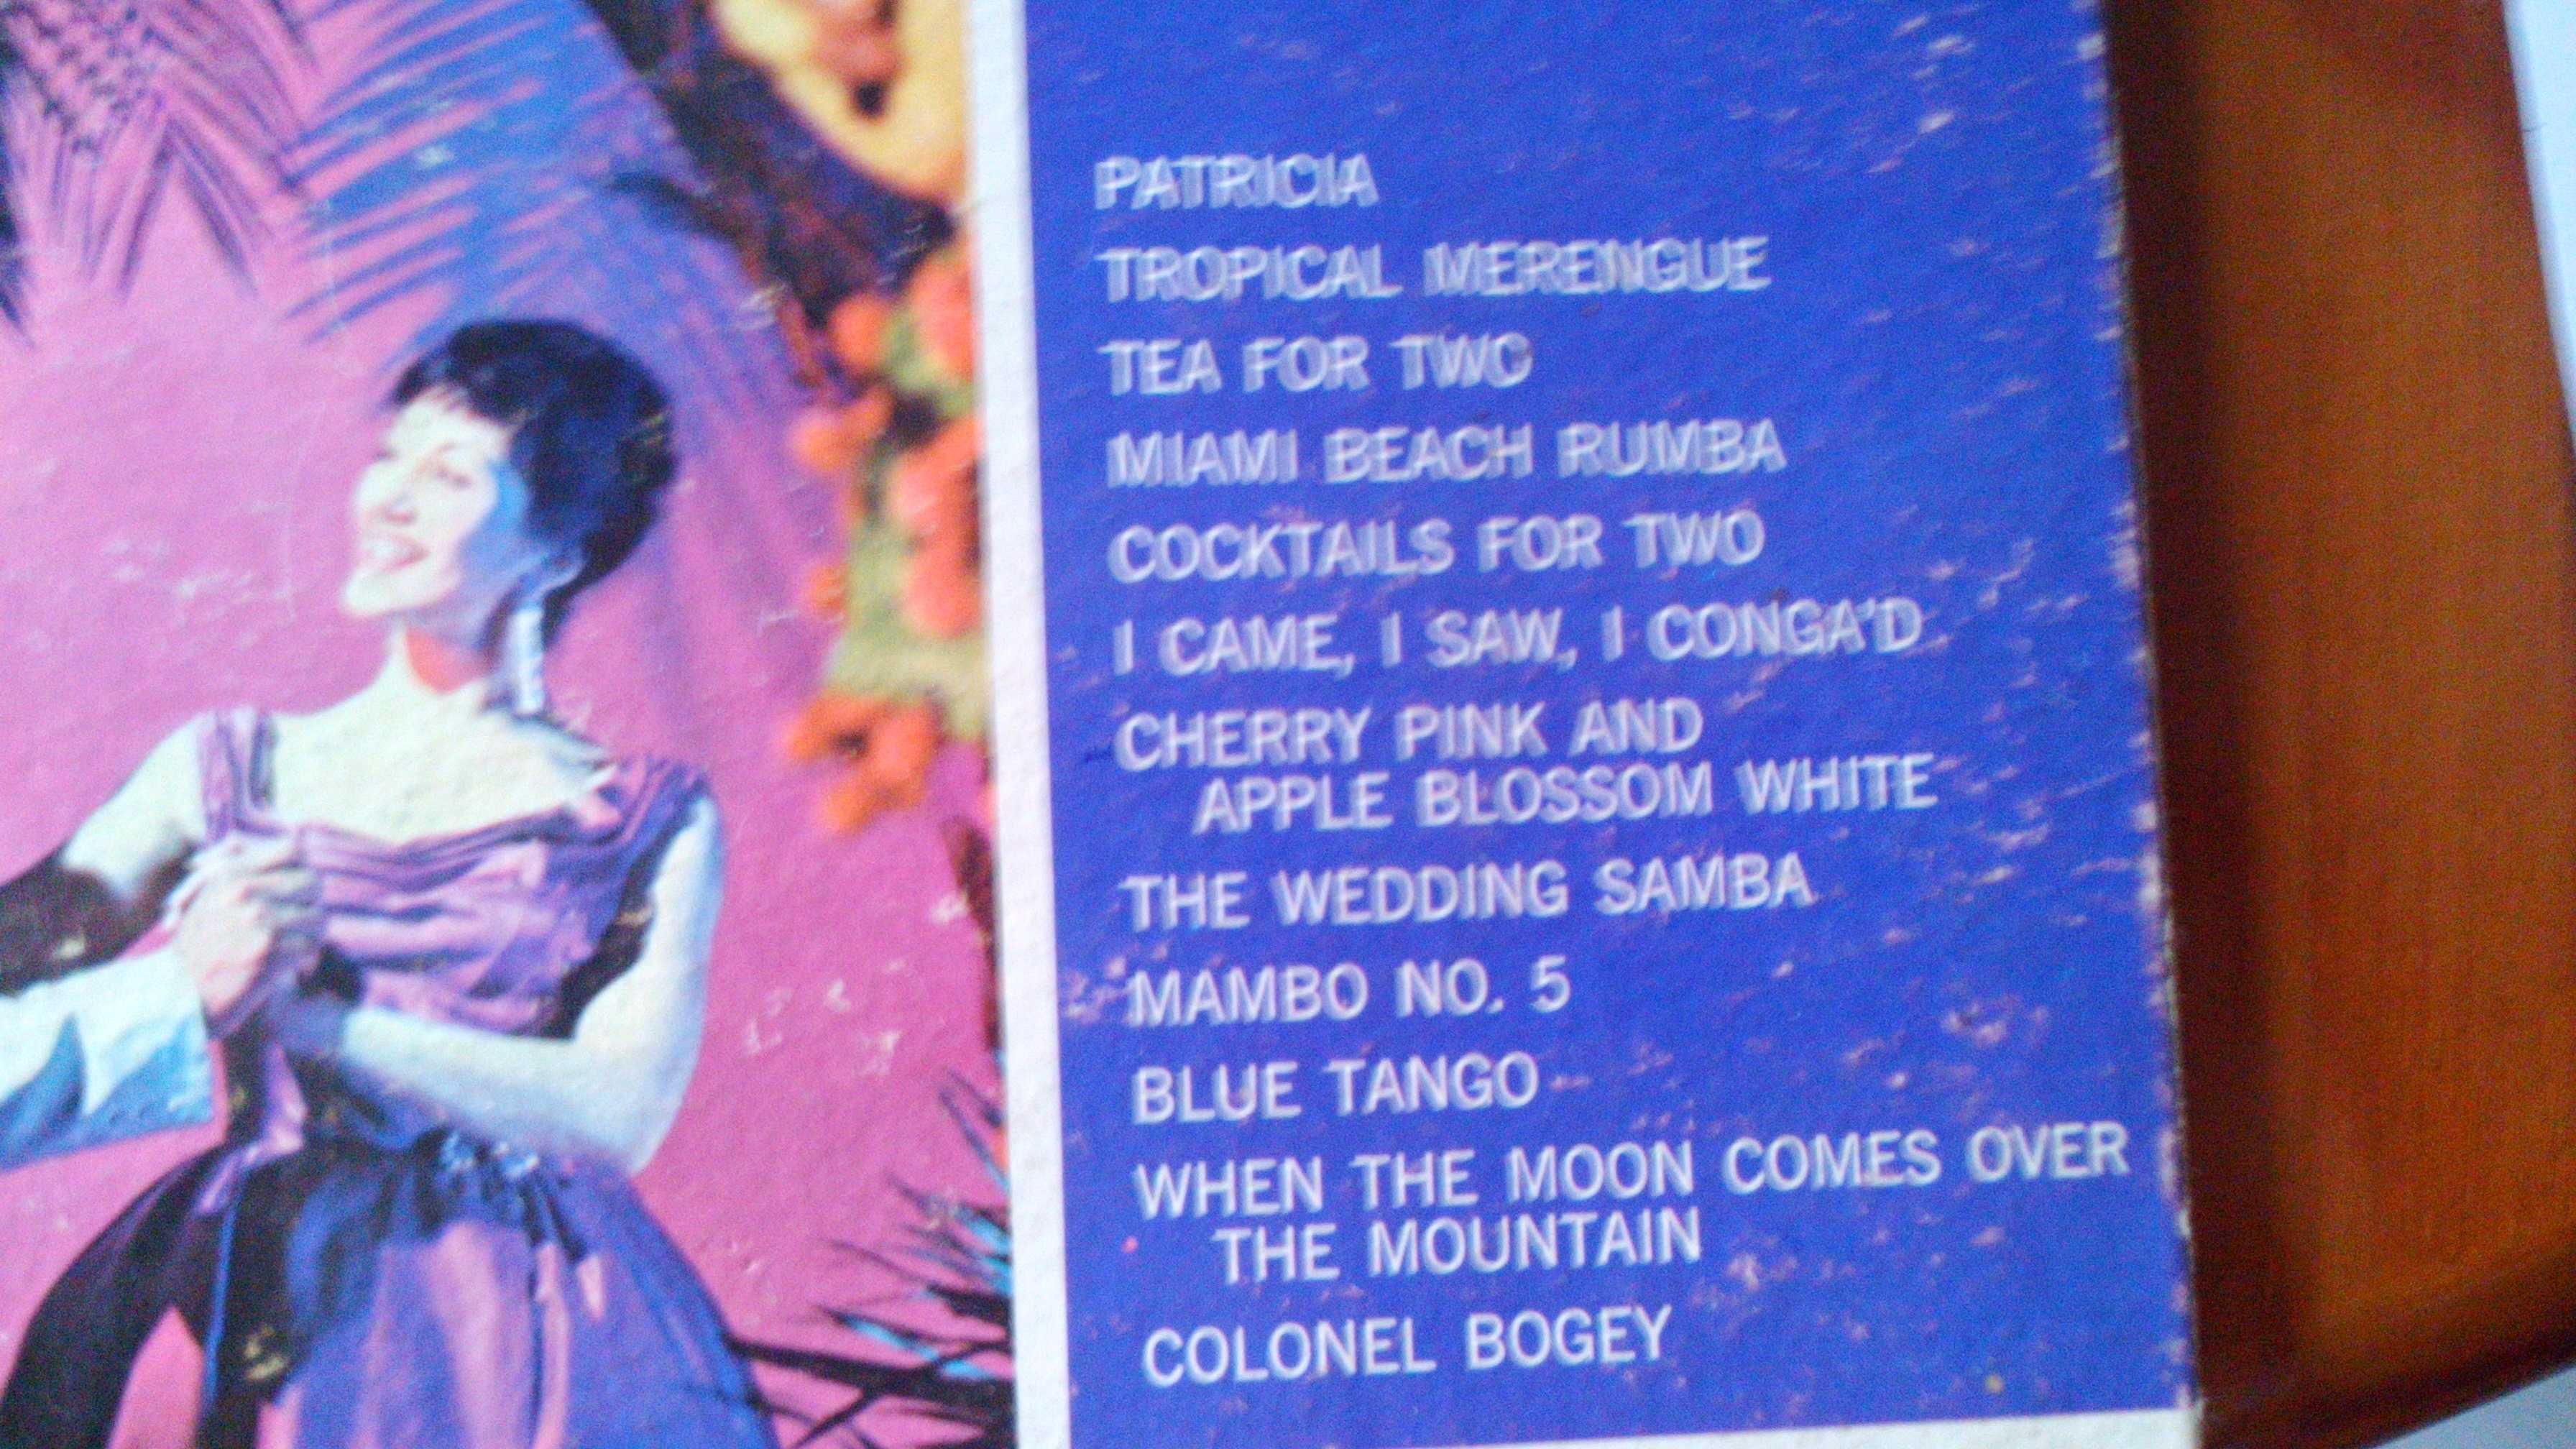 PATRICIA
TROPICAL MERENGUE
TEA FOR TWO
MIAMI BEACH RUMBA
COCKTAILS FOR TWO
I CAME, I SAW, I CONGA'D
CHERRY PINK AND
APPLE BLOSSOM WHITE
THE WEDDING SAMBA
MAMBO NO. 5
BLUE TANGO
WHEN THE MOON COMES OVER
THE MOUNTAIN
COLONEL BOGEY